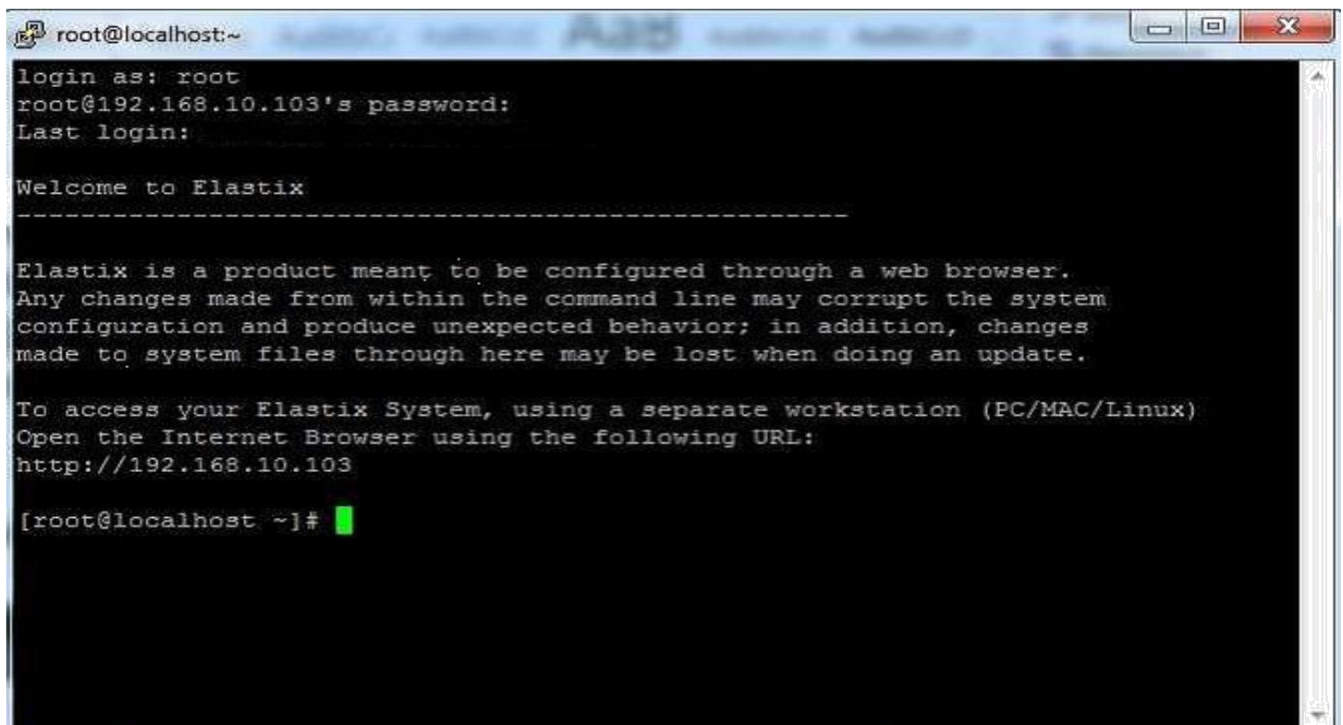 root@localhost:~
login as: root
root@192.168.10.103's password:
Last login:
Welcome to Elastix
----------------------------------------------------
Elastix is a product meant to be configured through a web browser.
Any changes made from within the command line may corrupt the system
configuration and produce unexpected behavior; in addition, changes
made to system files through here may be lost when doing an update.
To access your Elastix System, using a separate workstation (PC/MAC/Linux)
Open the Internet Browser using the following URL:
http://192.168.10.103
[root@localhost ~]#